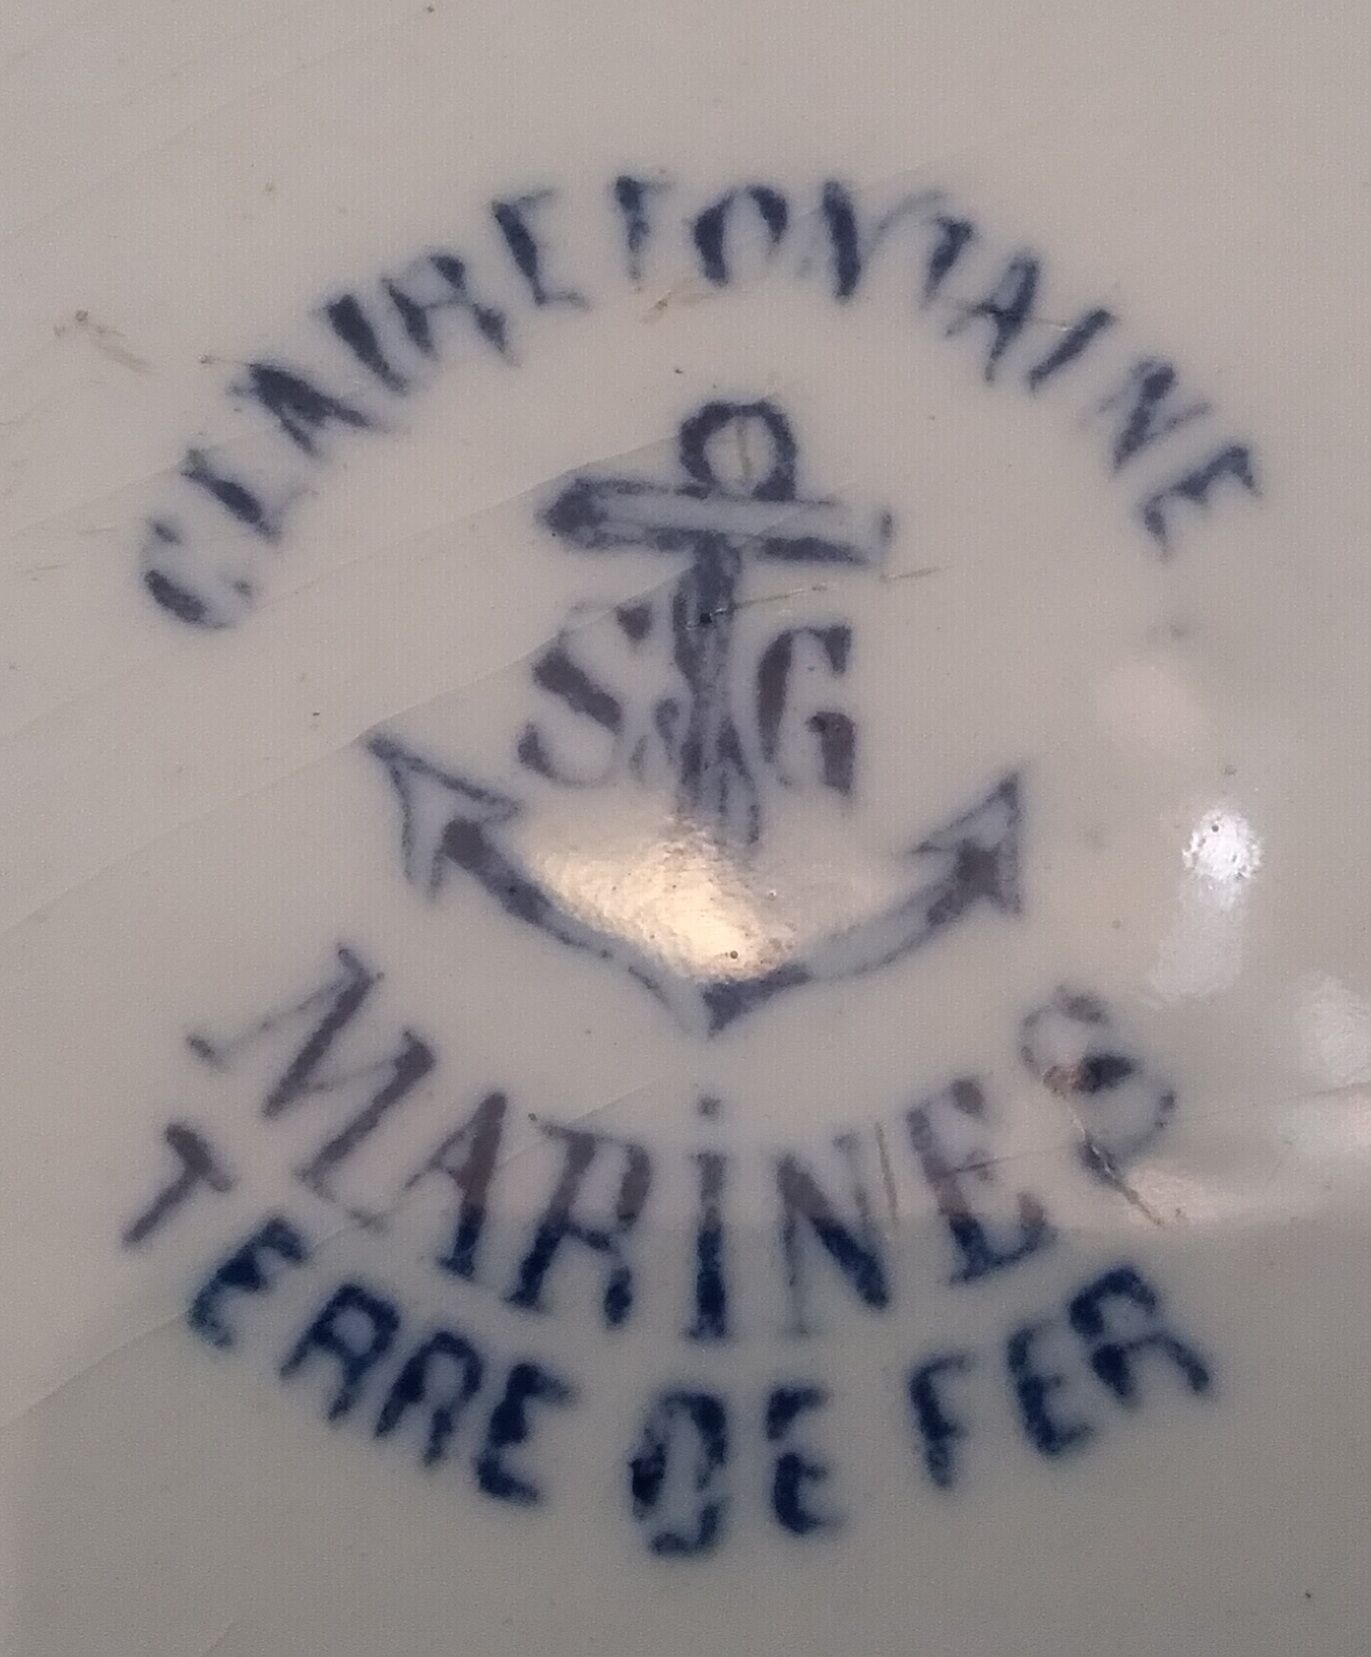 CLAIREFONTAINE
S&G
MARINES
TERRE DE FER